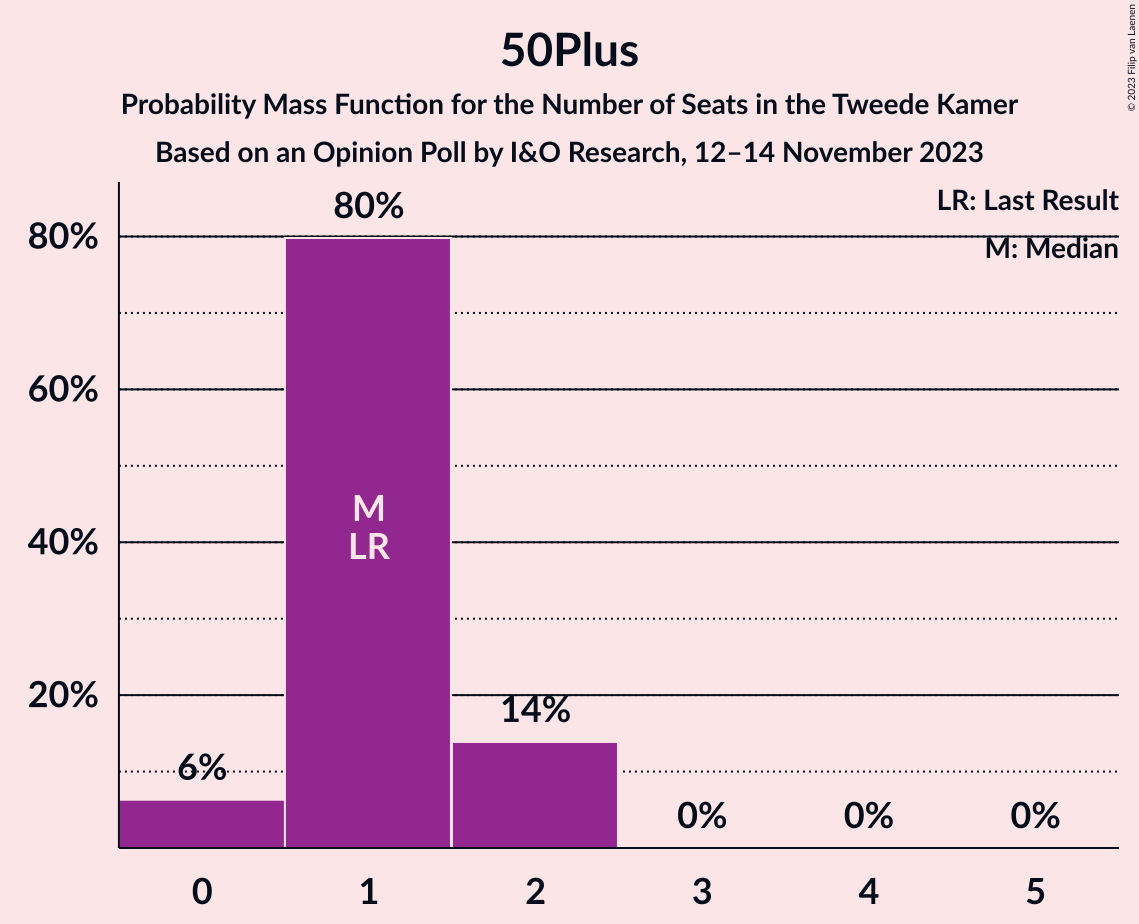 50Plus
Probability Mass Function for the Number of Seats in the Tweede Kamer
Based on an Opinion Poll by I&O Research, 12–14 November 2023
© 2023 Filip van Laenen
LR: Last Result
M: Median
80%
60%
40%
20%
6%
80%
14%
0%
0%
0%
M
LR
0
1
2
3
4
5